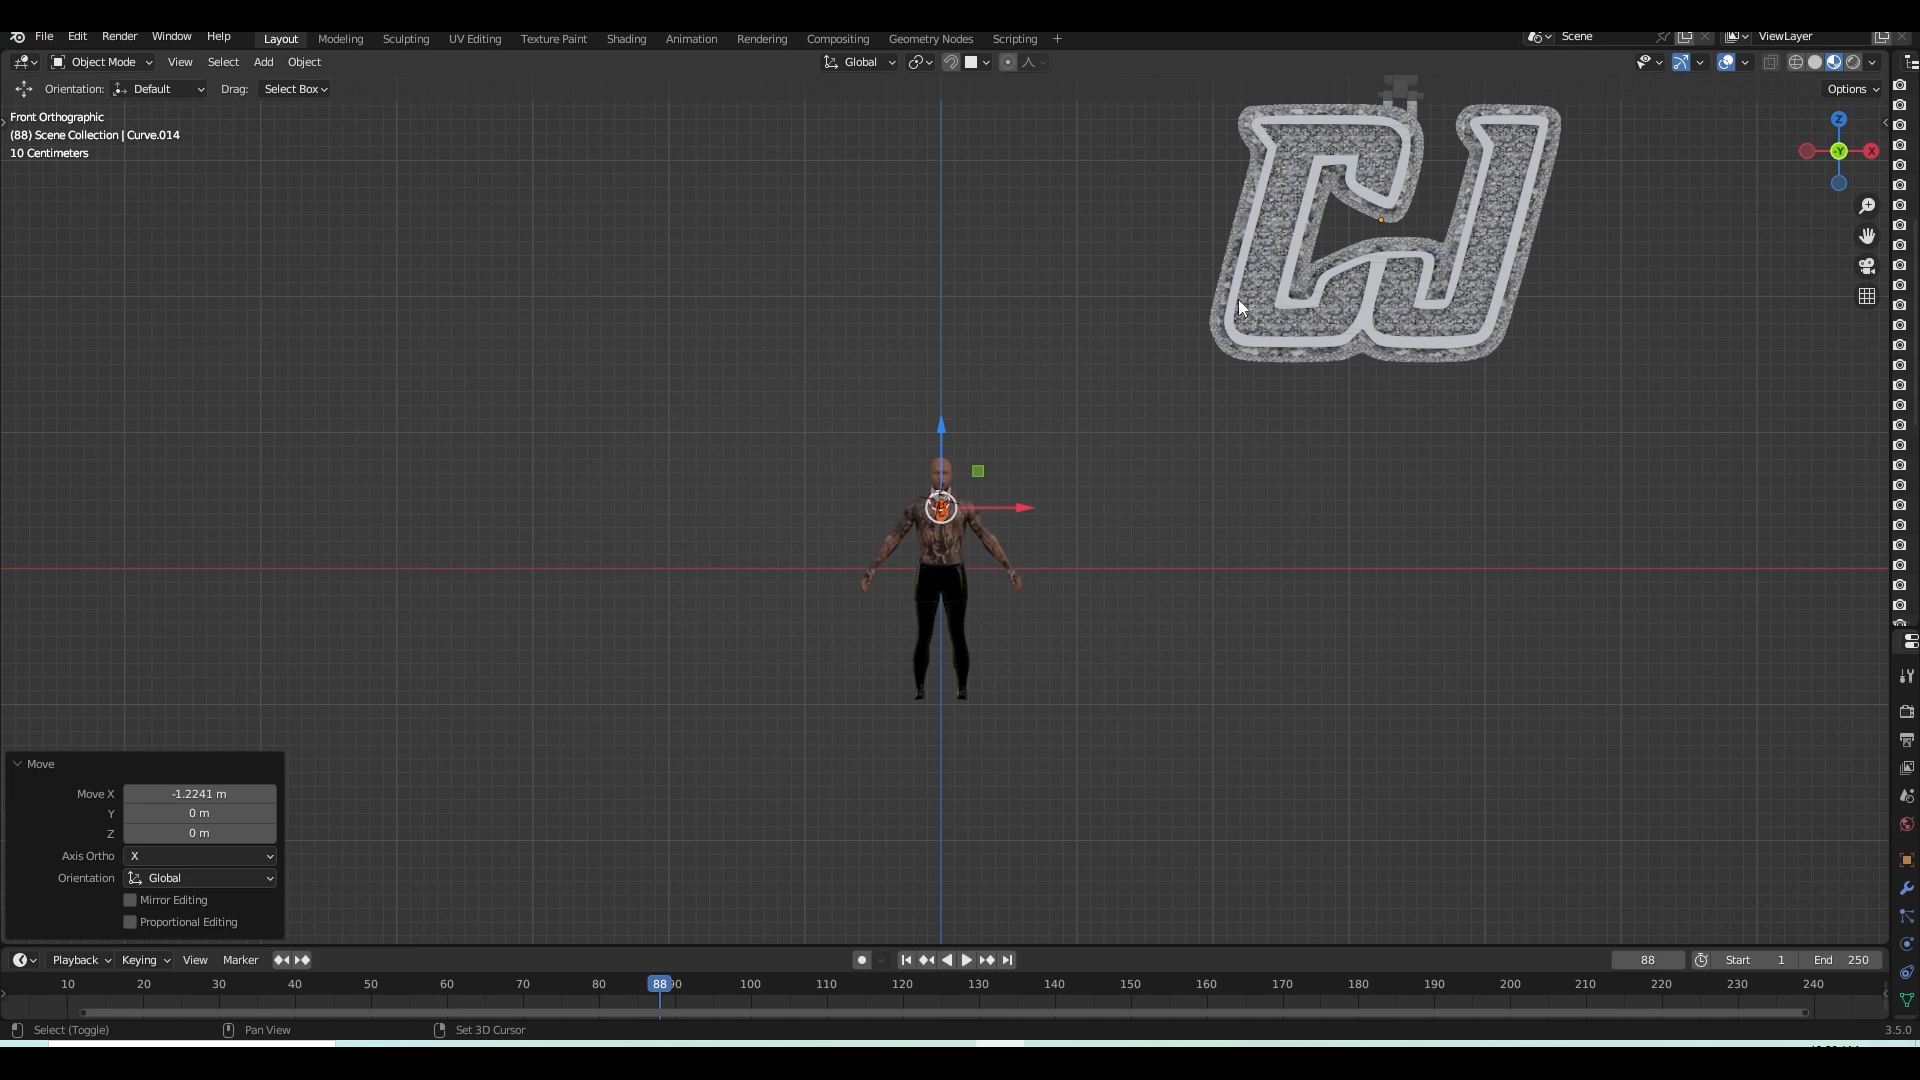 File Edit Render Window Help Layout Modeling Sculpting UV Editing Texture Paint Shading Animation Rendering Compositing Geometry Nodes Scripting + Scene ViewLayer
Object Mode View Select Add Object Global
Orientation: Default Drag: Select Box Options
Front Orthographic
(88) Scene Collection | Curve.014
10 Centimeters
Z
-Y X
Move
Move X -1.2241 m
Y 0 m
Z 0 m
Axis Ortho X
Orientation Global
Mirror Editing
Proportional Editing
Playback Keying View Marker 88 Start 1 End 250
10 20 30 40 50 60 70 80 88 90 100 110 120 130 140 150 160 170 180 190 200 210 220 230 240
Select (Toggle) Pan View Set 3D Cursor 3.5.0